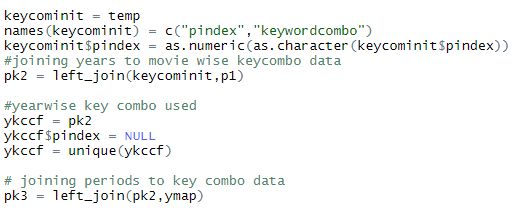 keycominit = temp
names(keycominit) = c("pindex","keywordcombo")
keycominit$pindex = as.numeric(as.character(keycominit$pindex))
#joining years to movie wise keycombo data
pk2 = left_join(keycominit,p1)

#yearwise key combo used
ykccf = pk2
ykccf$pindex = NULL
ykccf = unique(ykccf)

# joining periods to key combo data
pk3 = left_join(pk2,ymap)